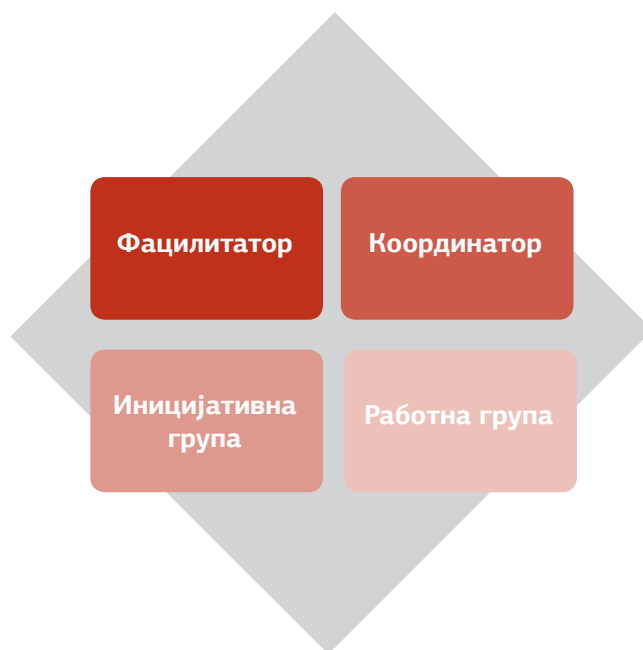 Фацилитатор
Координатор
Иницијативна
група
Работна група